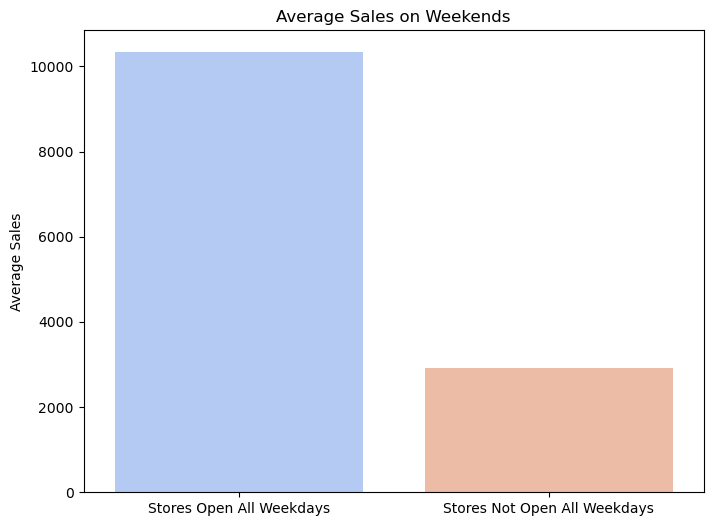 Average Sales on Weekends
Average Sales
10000
8000
6000
4000
2000
0
Stores Open All Weekdays
Stores Not Open All Weekdays